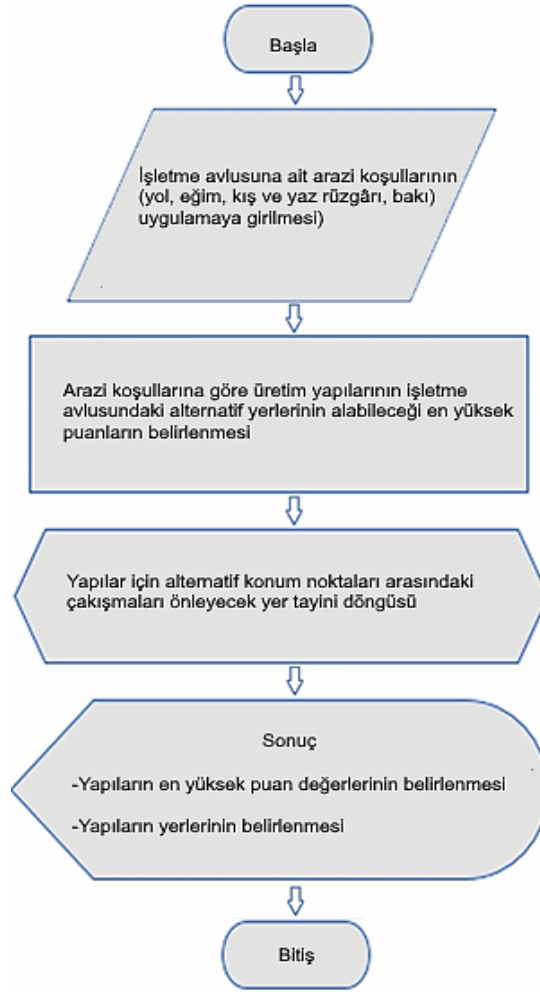 Başla
İşletme avlusuna ait arazi koşullarının
(yol, eğim, kış ve yaz rüzgârı, bakı)
uygulamaya girilmesi)
Arazi koşullarına göre üretim yapılarının işletme
avlusundaki alternatif yerlerinin alabileceği en yüksek
puanların belirlenmesi
Yapılar için alternatif konum noktaları arasındaki
çakışmaları önleyecek yer tayini döngüsü
Sonuç
-Yapıların en yüksek puan değerlerinin belirlenmesi
-Yapıların yerlerinin belirlenmesi
Bitiş